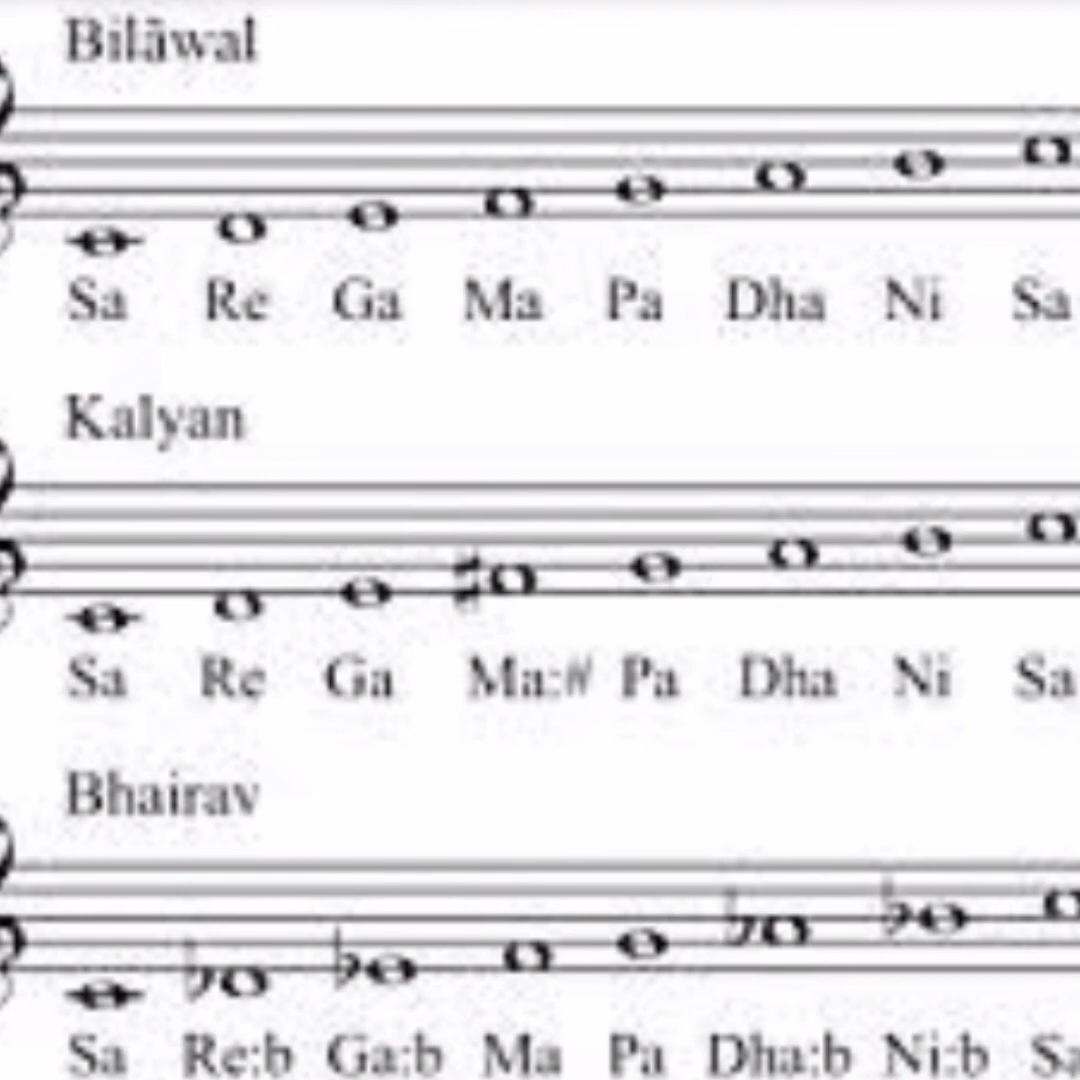 Bilāwal
Sa Re Ga Ma Pa Dha Ni Sa
Kalyan
Sa Re Ga Ma:# Pa Dha Ni Sa
Bhairav
Sa Re:b Ga:b Ma Pa Dha:b Ni:b Sa